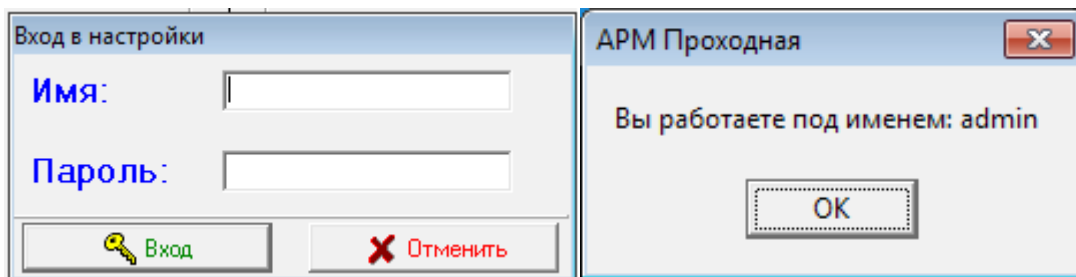 Вход в настройки
Имя:
Пароль:
Вход
Отменить
АРМ Проходная
Вы работаете под именем: admin
OK